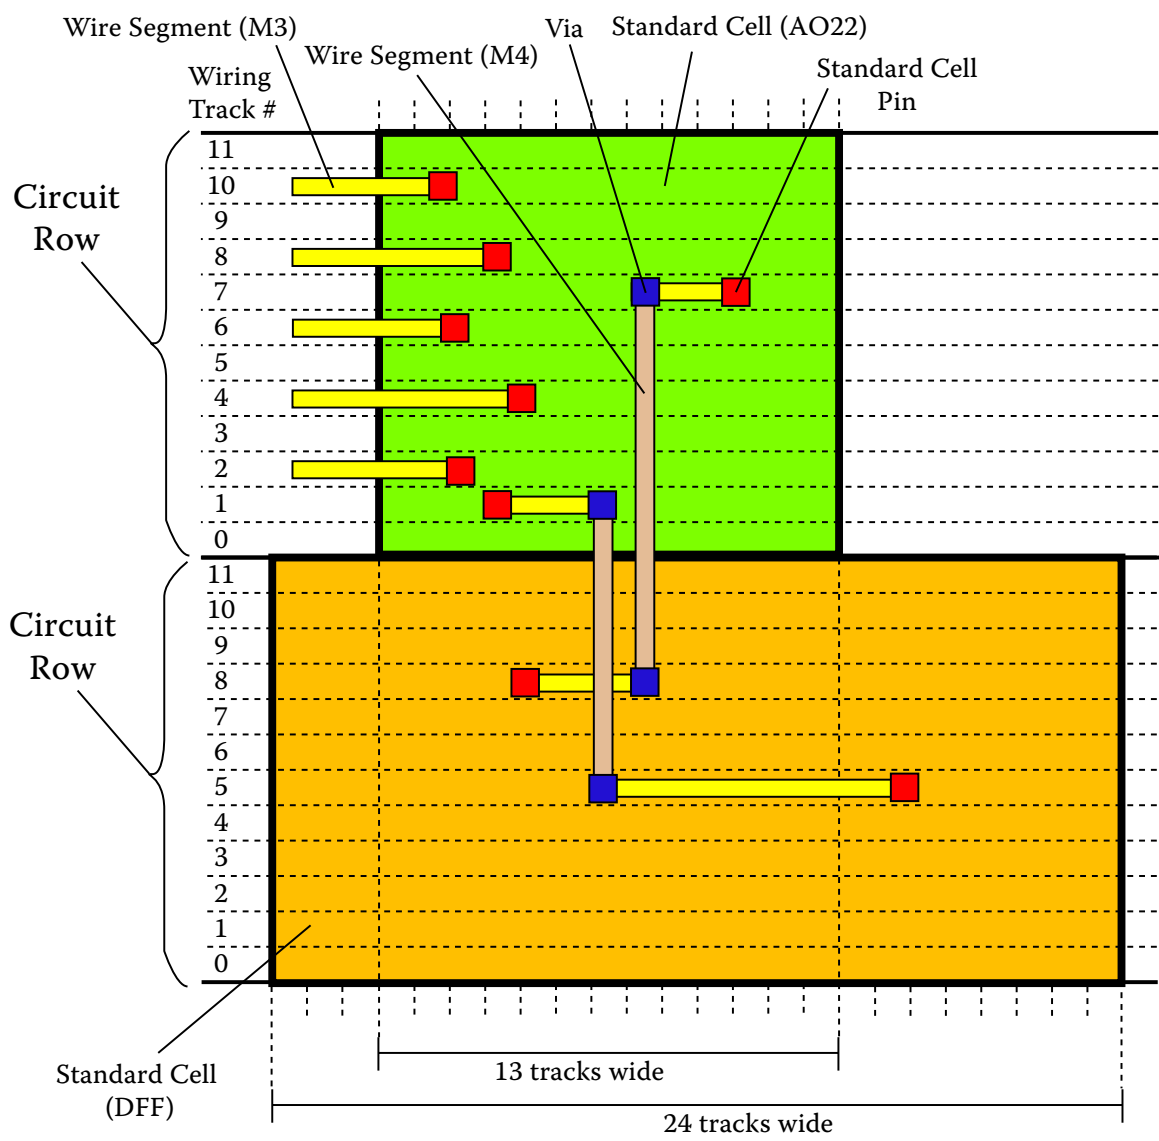 Wire Segment (M3)
Via
Standard Cell (AO22)
Wire Segment (M4)
Wiring
Track #
Standard Cell
Pin
Circuit
Row
11
10
9
8
7
6
5
4
3
2
1
0
Circuit
Row
11
10
9
8
7
6
5
4
3
2
1
0
Standard Cell
(DFF)
13 tracks wide
24 tracks wide